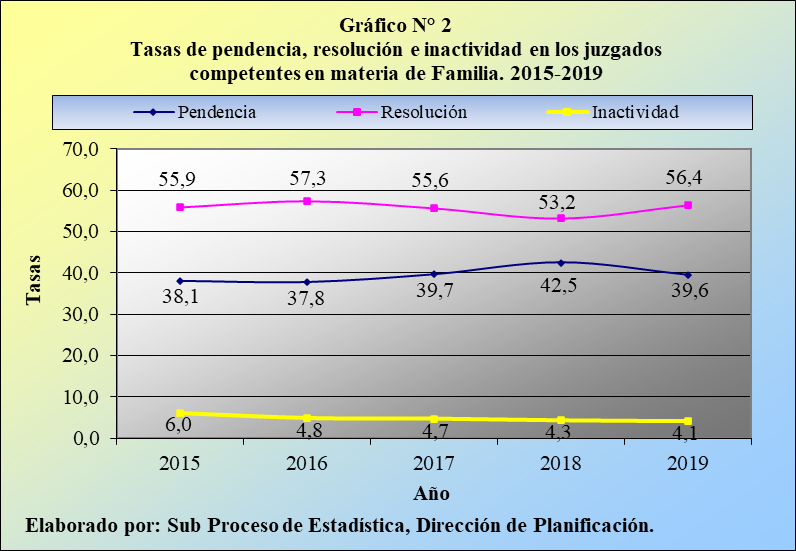 Gráfico N° 2
Tasas de pendencia, resolución e inactividad en los juzgados
competentes en materia de Familia. 2015-2019
Pendencia Resolución Inactividad
70,0
60,0
50,0
40,0
30,0
20,0
10,0
0,0
Tasas
55,9 57,3 55,6 53,2 56,4
38,1 37,8 39,7 42,5 39,6
6,0 4,8 4,7 4,3 4,1
2015 2016 2017 2018 2019
Año
Elaborado por: Sub Proceso de Estadística, Dirección de Planificación.